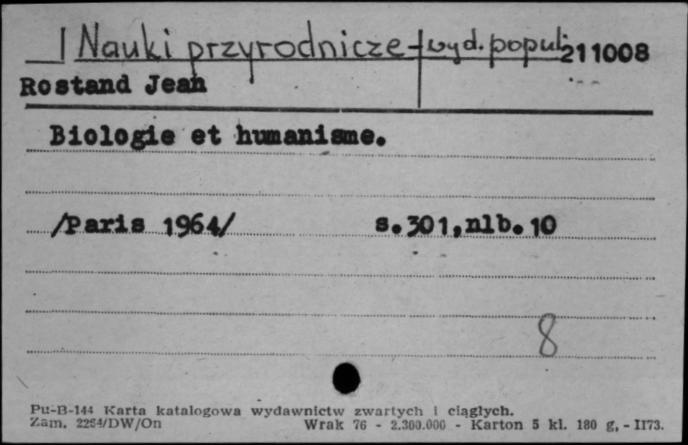 I Nauki przyrodnicze - wyd. popul. 211008
Rostand Jean
Biologie et humanisme.
/Paris 1964/ s.301,nlb.10
8
Pu-B-144 Karta katalogowa wydawnictw zwartych i ciągłych.
Zam. 2254/DW/On Wrak 76 - 2.300.000 - Karton 5 kl. 180 g, - II73.